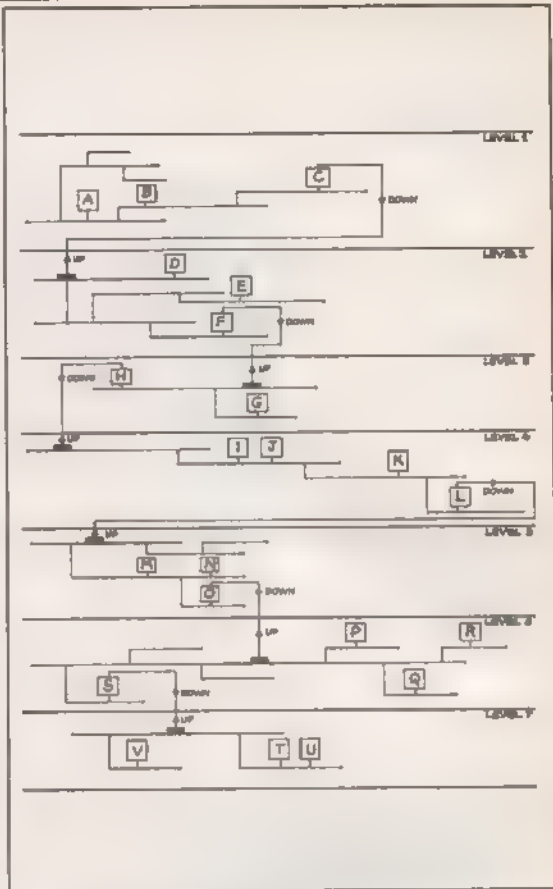 LEVEL 1
C
B
A
DOWN
LEVEL 2
UP
D
E
F
DOWN
LEVEL 3
UP
DOWN
H
G
LEVEL 4
UP
I J
K
L
DOWN
LEVEL 5
UP
M N
O
DOWN
LEVEL 6
UP
P R
S
Q
DOWN
LEVEL 7
UP
V T U